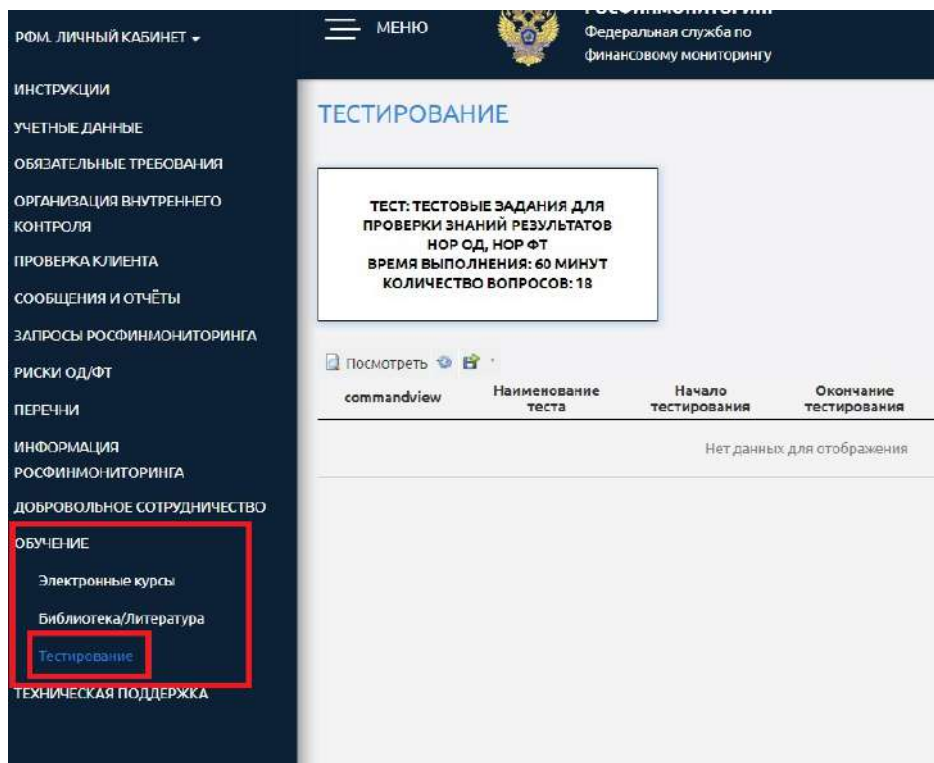 РФМ. ЛИЧНЫЙ КАБИНЕТ
ИНСТРУКЦИИ
УЧЕТНЫЕ ДАННЫЕ
ОБЯЗАТЕЛЬНЫЕ ТРЕБОВАНИЯ
ОРГАНИЗАЦИЯ ВНУТРЕННЕГО
КОНТРОЛЯ
ПРОВЕРКА КЛИЕНТА
СООБЩЕНИЯ И ОТЧЁТЫ
ЗАПРОСЫ РОСФИНМОНИТОРИНГА
РИСКИ ОД/ФТ
ПЕРЕЧНИ
ИНФОРМАЦИЯ
РОСФИНМОНИТОРИНГА
ДОБРОВОЛЬНОЕ СОТРУДНИЧЕСТВО
ОБУЧЕНИЕ
Электронные курсы
Библиотека/Литература
Тестирование
ТЕХНИЧЕСКАЯ ПОДДЕРЖКА
МЕНЮ
РОСФИНМОНИТОРИНГ
Федеральная служба по
финансовому мониторингу
ТЕСТИРОВАНИЕ
ТЕСТ: ТЕСТОВЫЕ ЗАДАНИЯ ДЛЯ
ПРОВЕРКИ ЗНАНИЙ РЕЗУЛЬТАТОВ
НОР ОД, НОР ФТ
ВРЕМЯ ВЫПОЛНЕНИЯ: 60 МИНУТ
КОЛИЧЕСТВО ВОПРОСОВ: 18
Посмотреть
commandview Наименование теста Начало тестирования Окончание тестирования
Нет данных для отображения